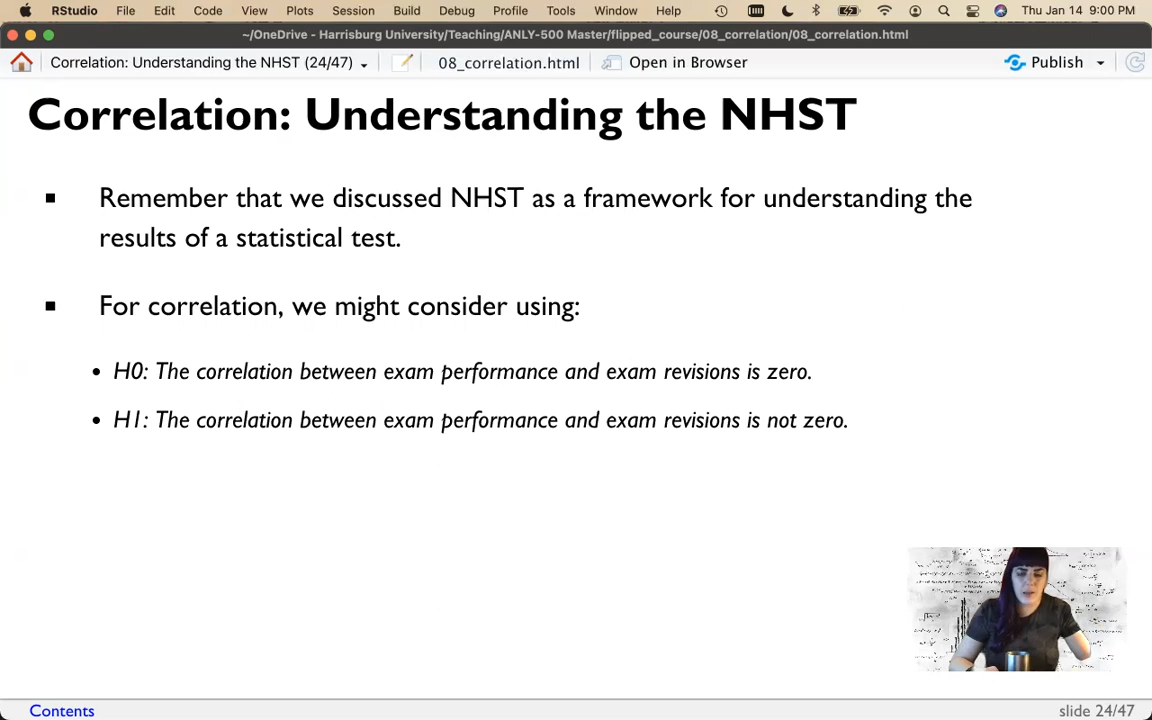 RStudio File Edit Code View Plots Session Build Debug Profile Tools Window Help Thu Jan 14 9:00 PM
~/OneDrive - Harrisburg University/Teaching/ANLY-500 Master/flipped_course/08_correlation/08_correlation.html
Correlation: Understanding the NHST (24/47) 08_correlation.html Open in Browser Publish
Correlation: Understanding the NHST
Remember that we discussed NHST as a framework for understanding the
results of a statistical test.
For correlation, we might consider using:
H0: The correlation between exam performance and exam revisions is zero.
H1: The correlation between exam performance and exam revisions is not zero.
Contents slide 24/47